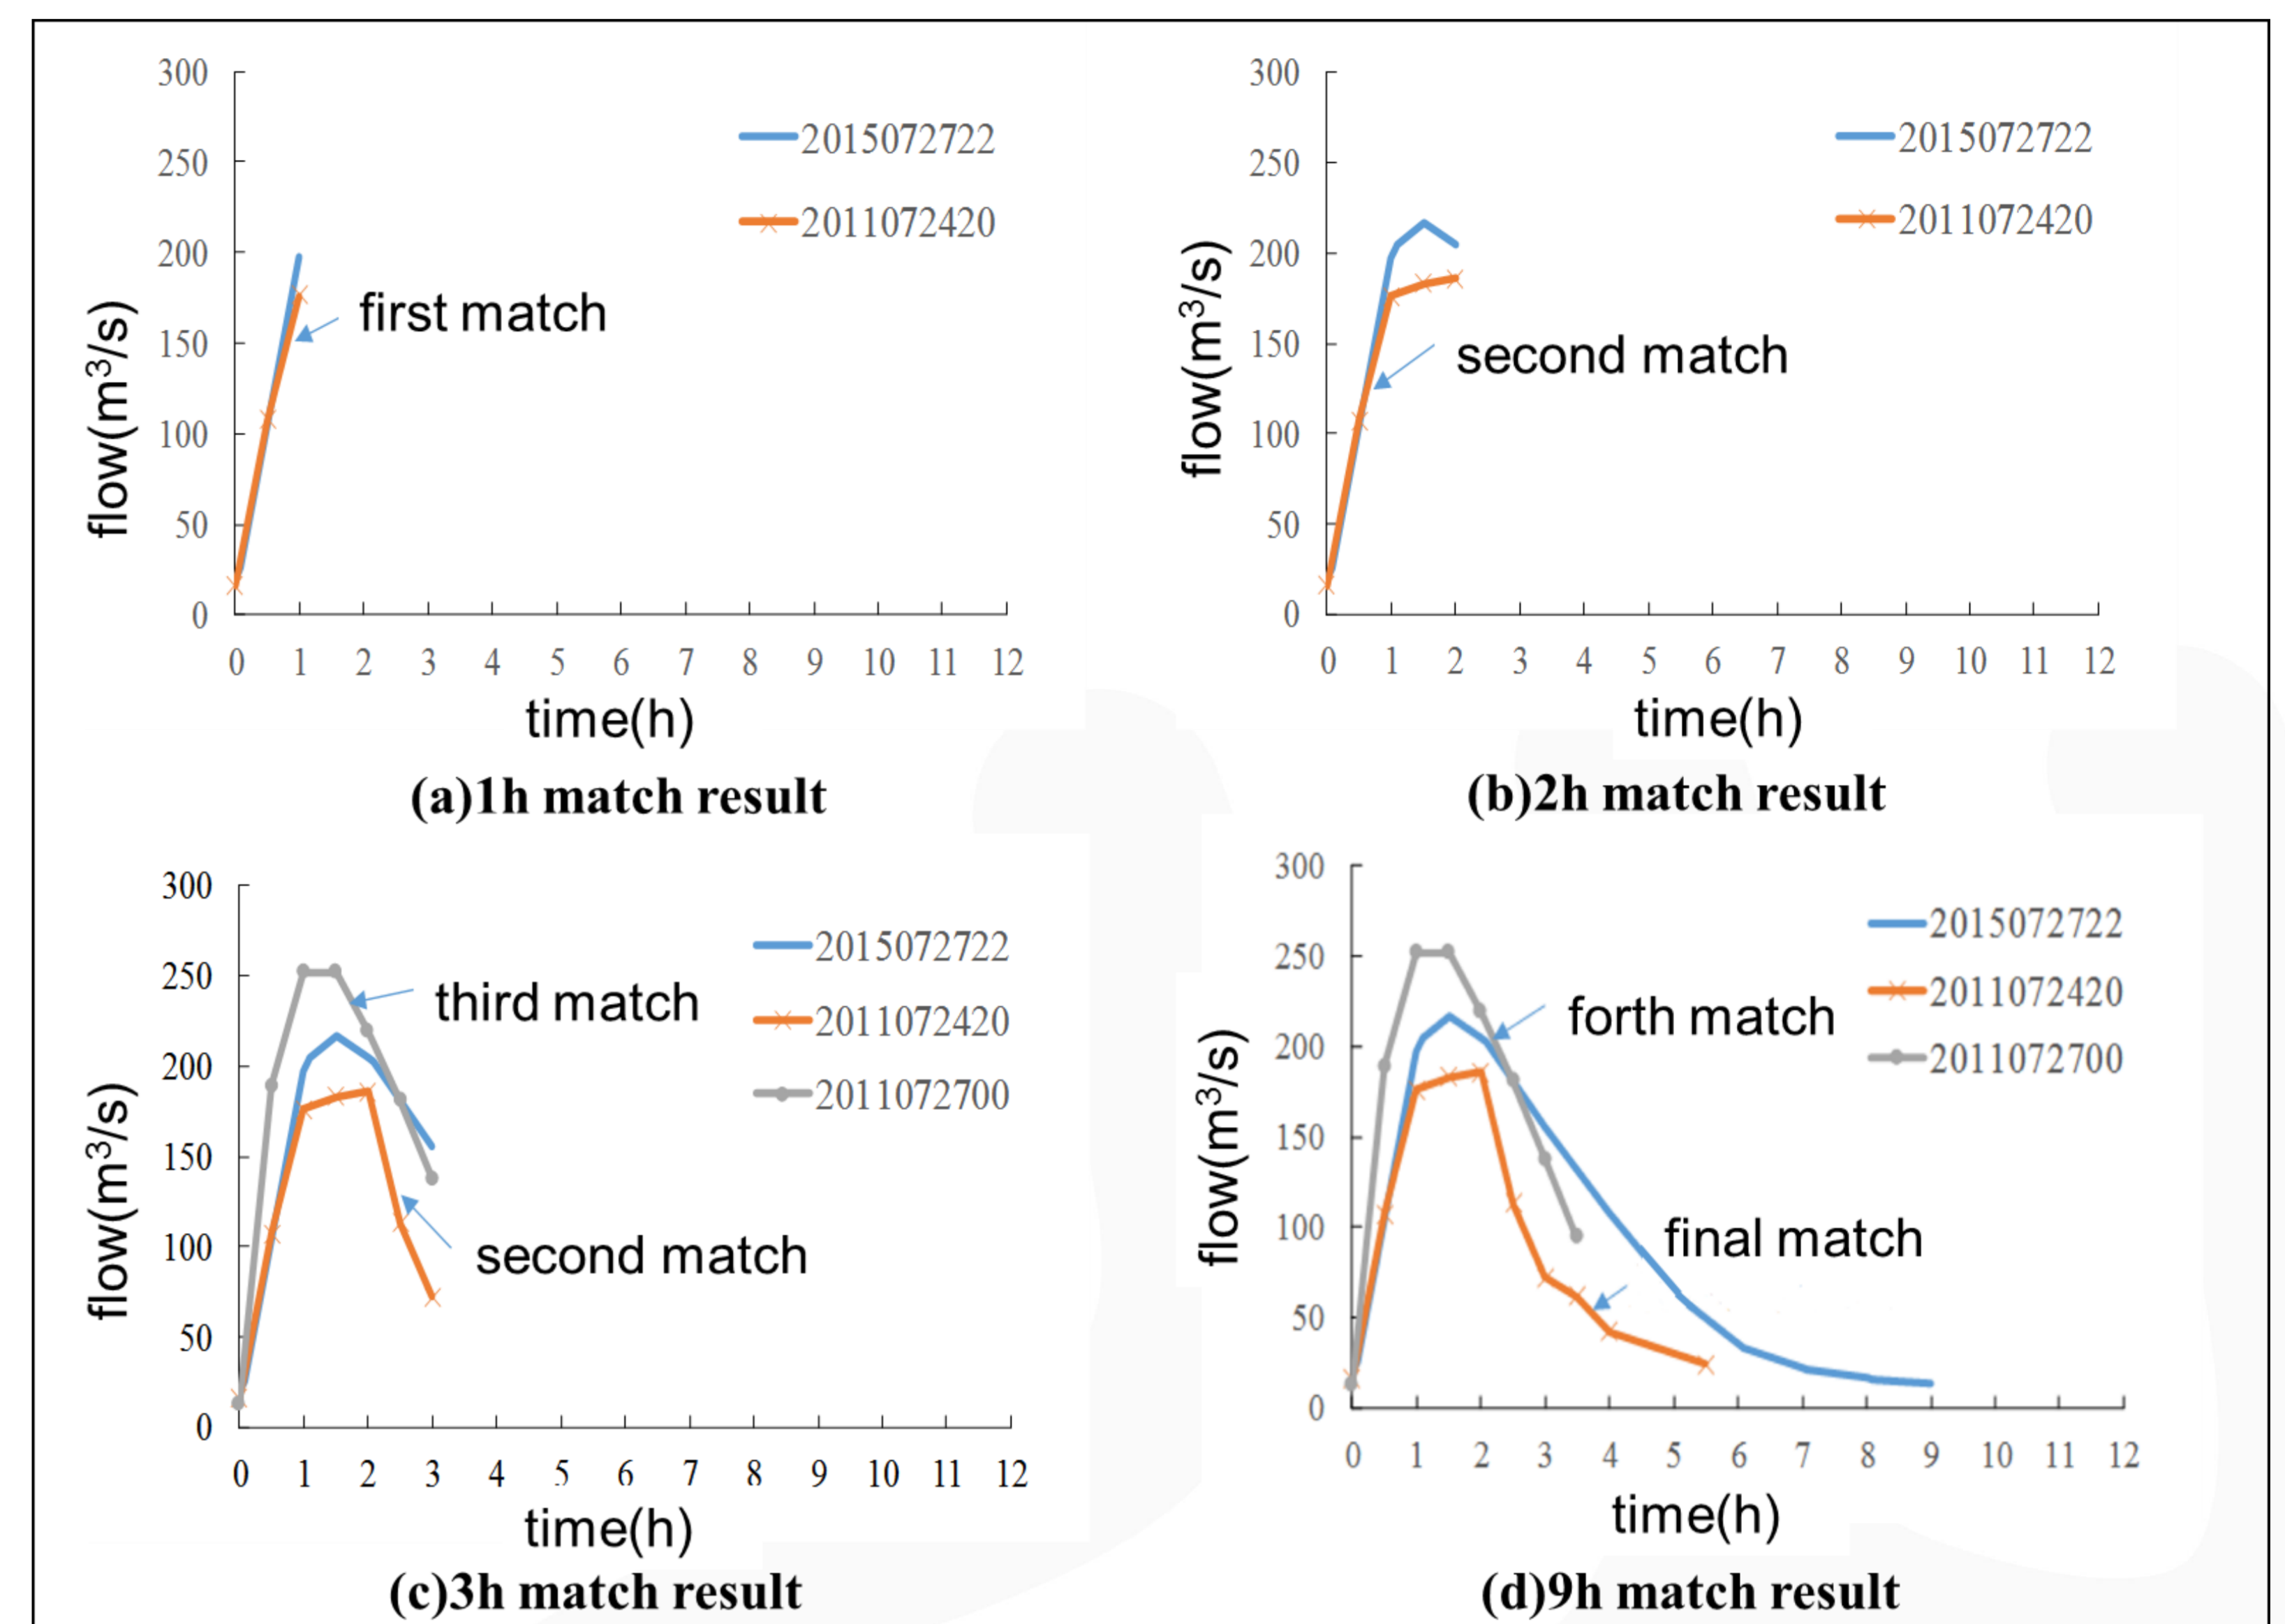 300
250
200
150
100
50
0
flow(m³/s)
2015072722
2011072420
first match
0 1 2 3 4 5 6 7 8 9 10 11 12
time(h)
(a)1h match result
300
250
200
150
100
50
0
flow(m³/s)
2015072722
2011072420
second match
0 1 2 3 4 5 6 7 8 9 10 11 12
time(h)
(b)2h match result
300
250
200
150
100
50
0
flow(m³/s)
2015072722
2011072420
2011072700
third match
second match
0 1 2 3 4 5 6 7 8 9 10 11 12
time(h)
(c)3h match result
300
250
200
150
100
50
0
flow(m³/s)
2015072722
2011072420
2011072700
forth match
final match
0 1 2 3 4 5 6 7 8 9 10 11 12
time(h)
(d)9h match result